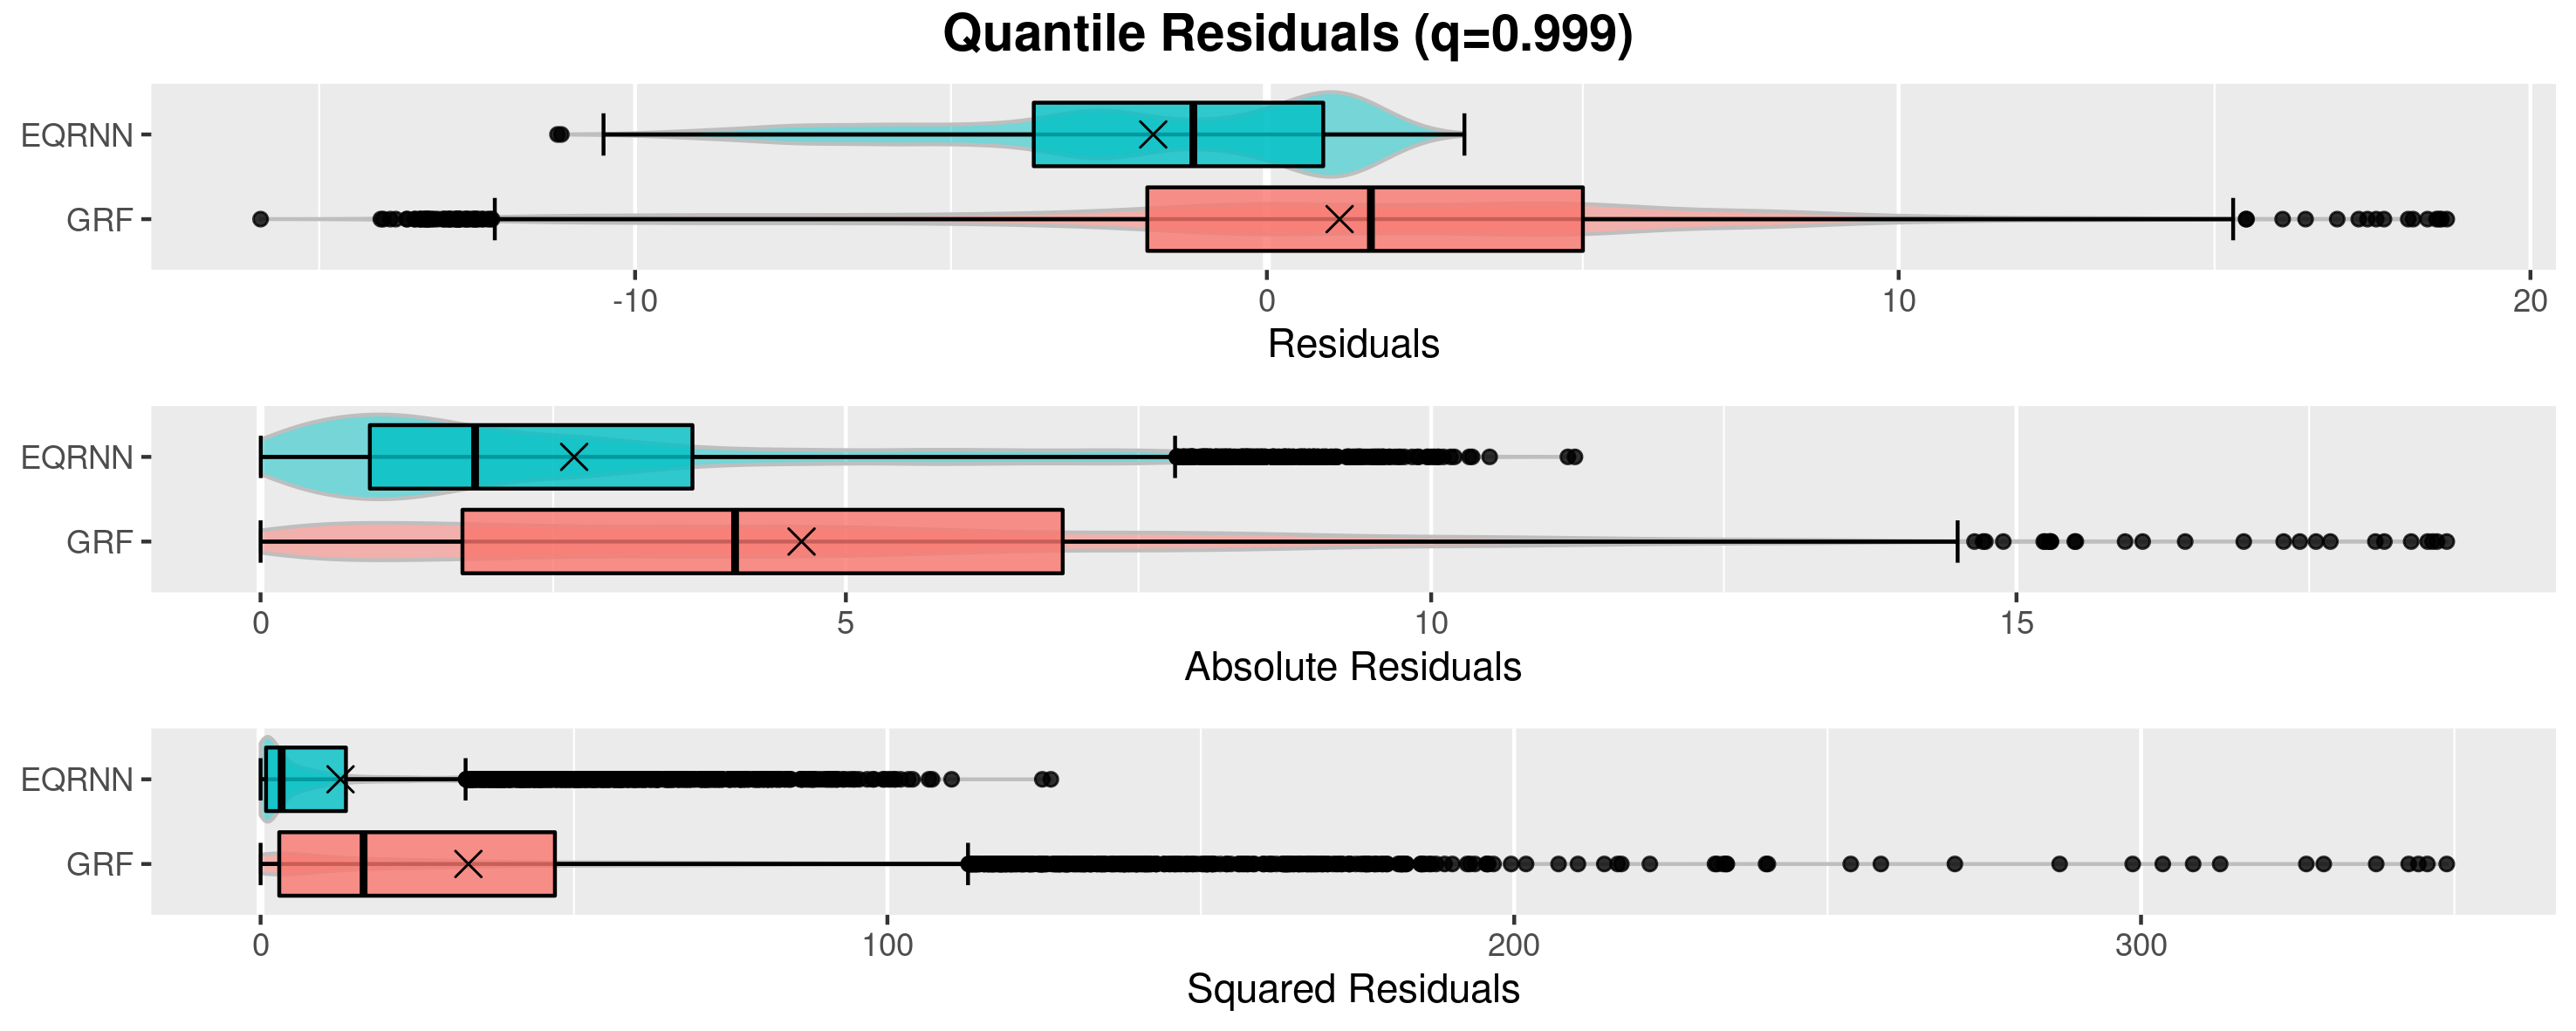 Quantile Residuals (q=0.999)
EQRNN
GRF
-10 0 10 20
Residuals
EQRNN
GRF
0 5 10 15
Absolute Residuals
EQRNN
GRF
0 100 200 300
Squared Residuals